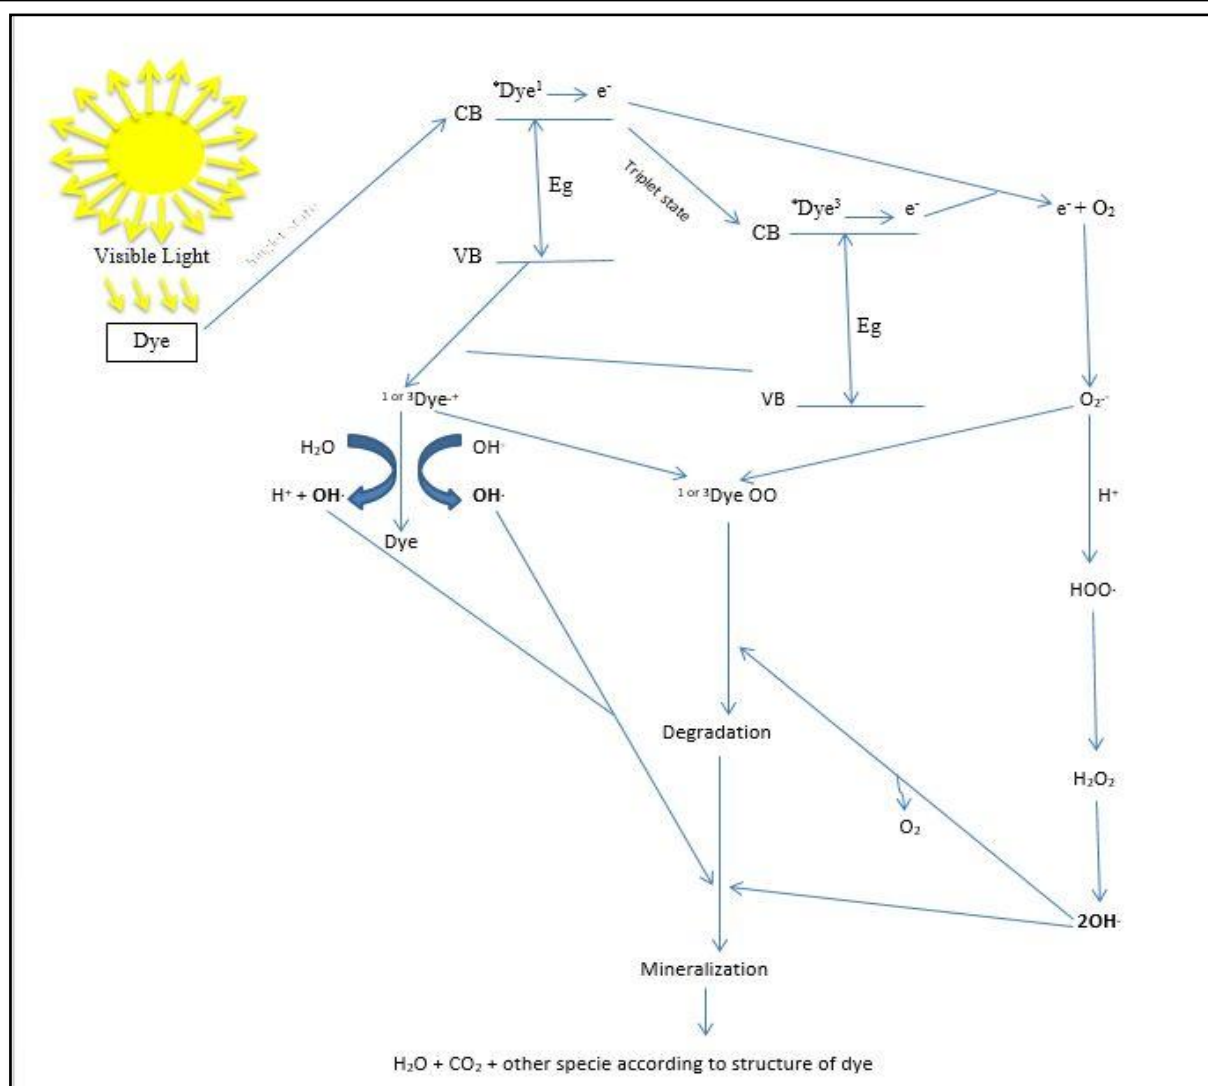 *Dye¹ e⁻
CB
Eg
Triplet state
*Dye³ e⁻
e⁻ + O₂
CB
VB
Visible Light
Dye
Eg
¹ ᵒʳ ³Dye·⁺
VB
O₂·⁻
H₂O
OH⁻
H⁺ + OH·
OH·
¹ ᵒʳ ³Dye OO
H⁺
Dye
HOO·
Degradation
H₂O₂
O₂
2OH·
Mineralization
H₂O + CO₂ + other specie according to structure of dye